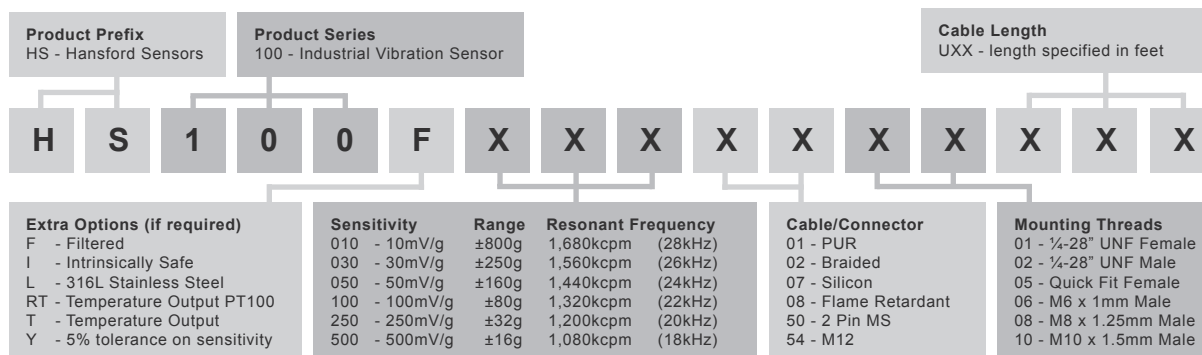 Product Prefix
HS - Hansford Sensors
Product Series
100 - Industrial Vibration Sensor
Cable Length
UXX - length specified in feet
H S 1 0 0 F X X X X X X X X X X
Extra Options (if required)
F - Filtered
I - Intrinsically Safe
L - 316L Stainless Steel
RT - Temperature Output PT100
T - Temperature Output
Y - 5% tolerance on sensitivity
Sensitivity Range Resonant Frequency
010 - 10mV/g ±800g 1,680kcpm (28kHz)
030 - 30mV/g ±250g 1,560kcpm (26kHz)
050 - 50mV/g ±160g 1,440kcpm (24kHz)
100 - 100mV/g ±80g 1,320kcpm (22kHz)
250 - 250mV/g ±32g 1,200kcpm (20kHz)
500 - 500mV/g ±16g 1,080kcpm (18kHz)
Cable/Connector
01 - PUR
02 - Braided
07 - Silicon
08 - Flame Retardant
50 - 2 Pin MS
54 - M12
Mounting Threads
01 - ¼-28” UNF Female
02 - ¼-28” UNF Male
05 - Quick Fit Female
06 - M6 x 1mm Male
08 - M8 x 1.25mm Male
10 - M10 x 1.5mm Male